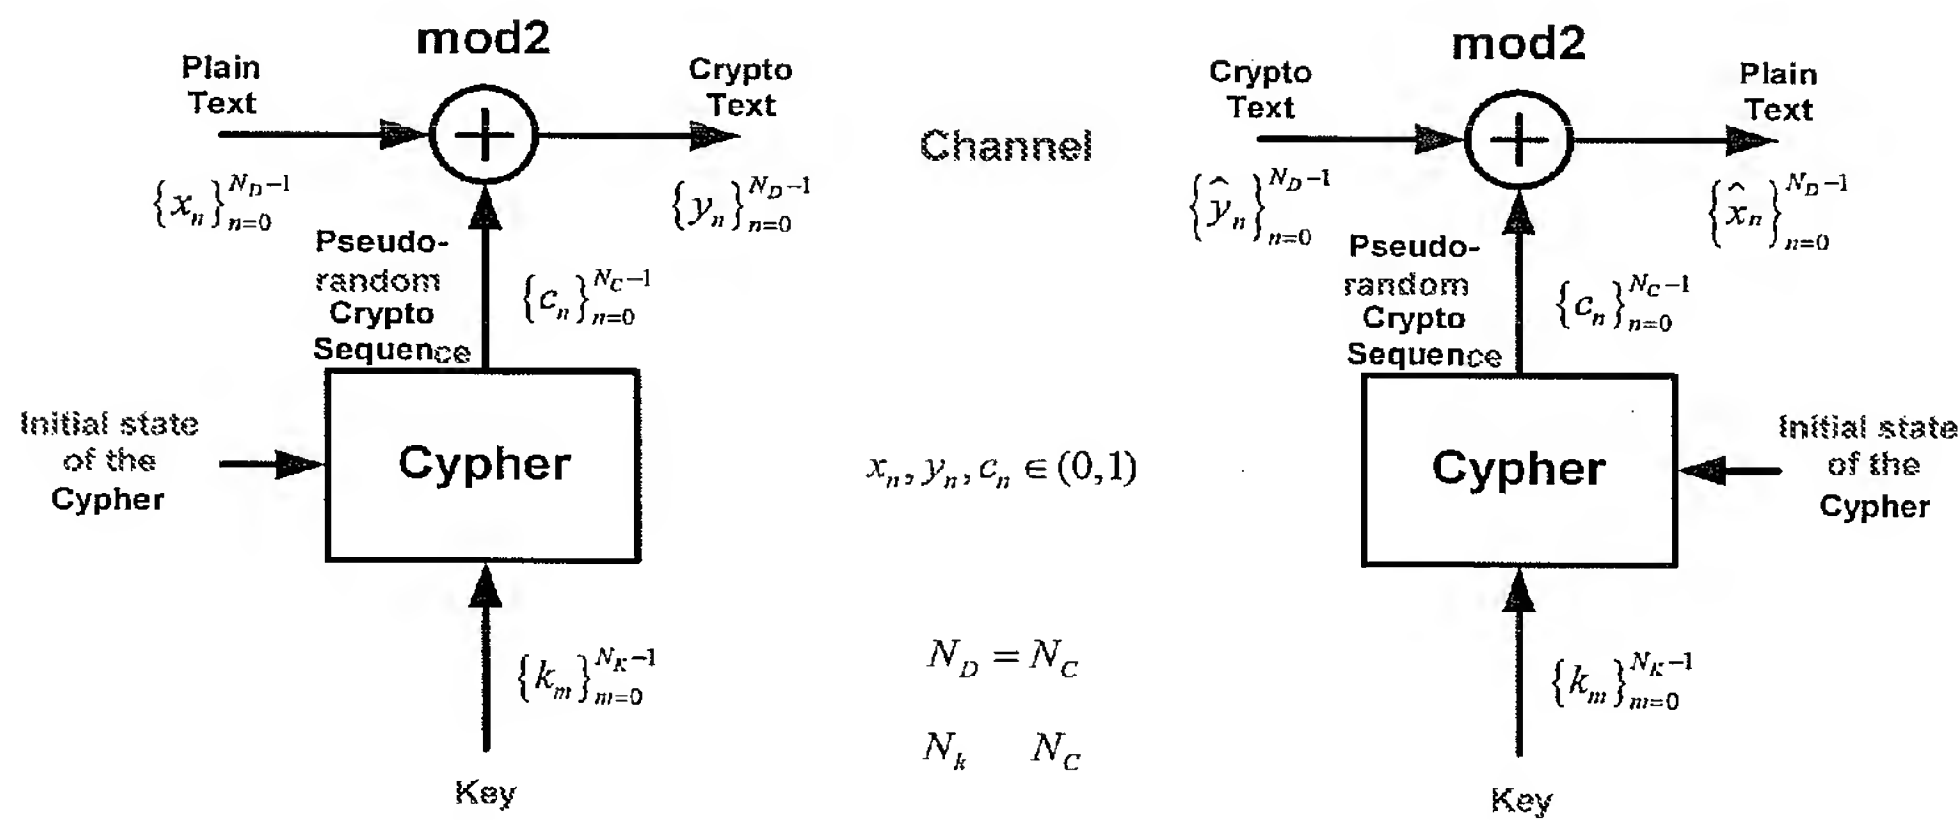 mod2
Plain
Text
Crypto
Text
{x_n}_{n=0}^{N_D-1}
{y_n}_{n=0}^{N_D-1}
Pseudo-
random
Crypto
Sequence
{c_n}_{n=0}^{N_C-1}
Initial state
of the
Cypher
Cypher
{k_m}_{m=0}^{N_K-1}
Key
Channel
x_n, y_n, c_n ∈ (0,1)
N_D = N_C
N_k N_C
mod2
Crypto
Text
Plain
Text
{ŷ_n}_{n=0}^{N_D-1}
{x̂_n}_{n=0}^{N_D-1}
Pseudo-
random
Crypto
Sequence
{c_n}_{n=0}^{N_C-1}
Cypher
Initial state
of the
Cypher
{k_m}_{m=0}^{N_K-1}
Key